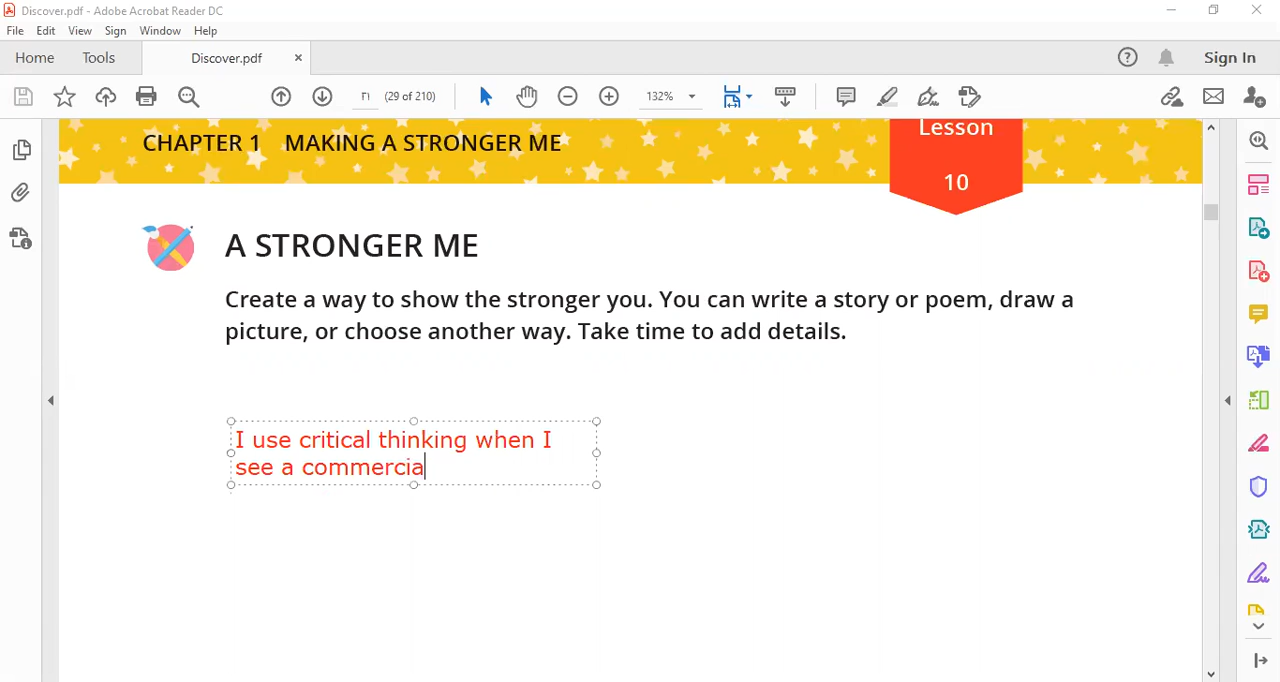 Discover.pdf - Adobe Acrobat Reader DC
File Edit View Sign Window Help
Home Tools Discover.pdf × Sign In
(29 of 210) 132%
CHAPTER 1 MAKING A STRONGER ME
Lesson
10
A STRONGER ME
Create a way to show the stronger you. You can write a story or poem, draw a
picture, or choose another way. Take time to add details.
I use critical thinking when I
see a commercia